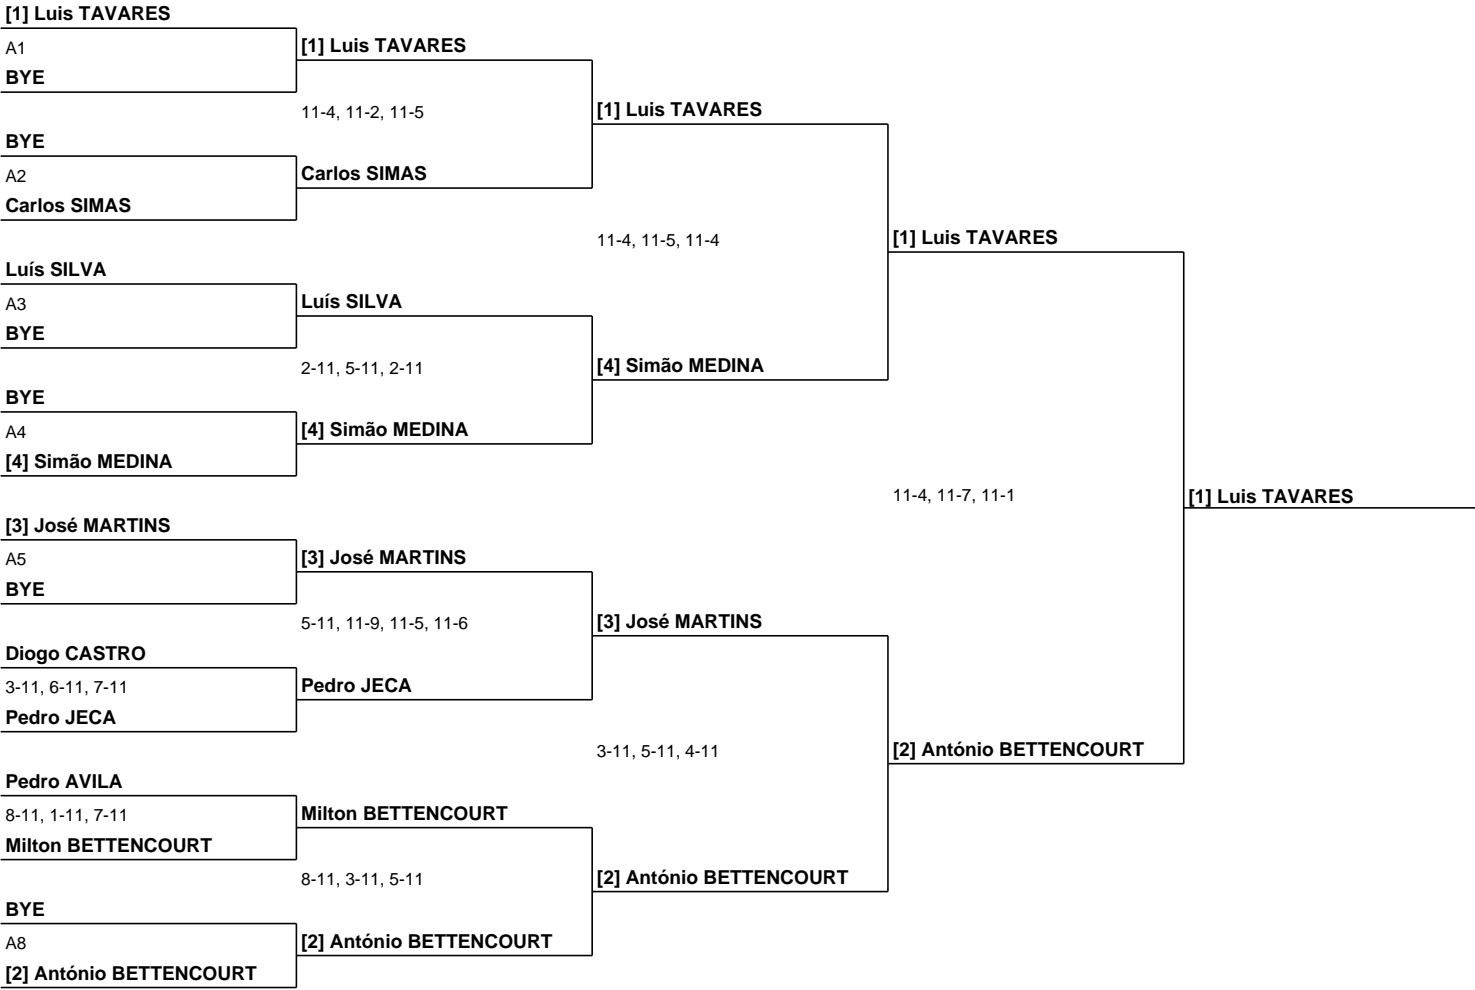 [1] Luis TAVARES
A1
BYE
BYE
A2
Carlos SIMAS
Luís SILVA
A3
BYE
BYE
A4
[4] Simão MEDINA
[3] José MARTINS
A5
BYE
Diogo CASTRO
3-11, 6-11, 7-11
Pedro JECA
Pedro AVILA
8-11, 1-11, 7-11
Milton BETTENCOURT
BYE
A8
[2] António BETTENCOURT
[1] Luis TAVARES
11-4, 11-2, 11-5
Carlos SIMAS
Luís SILVA
2-11, 5-11, 2-11
[4] Simão MEDINA
[3] José MARTINS
5-11, 11-9, 11-5, 11-6
Pedro JECA
Milton BETTENCOURT
8-11, 3-11, 5-11
[2] António BETTENCOURT
[1] Luis TAVARES
11-4, 11-5, 11-4
[4] Simão MEDINA
[3] José MARTINS
3-11, 5-11, 4-11
[2] António BETTENCOURT
[1] Luis TAVARES
11-4, 11-7, 11-1
[2] António BETTENCOURT
[1] Luis TAVARES